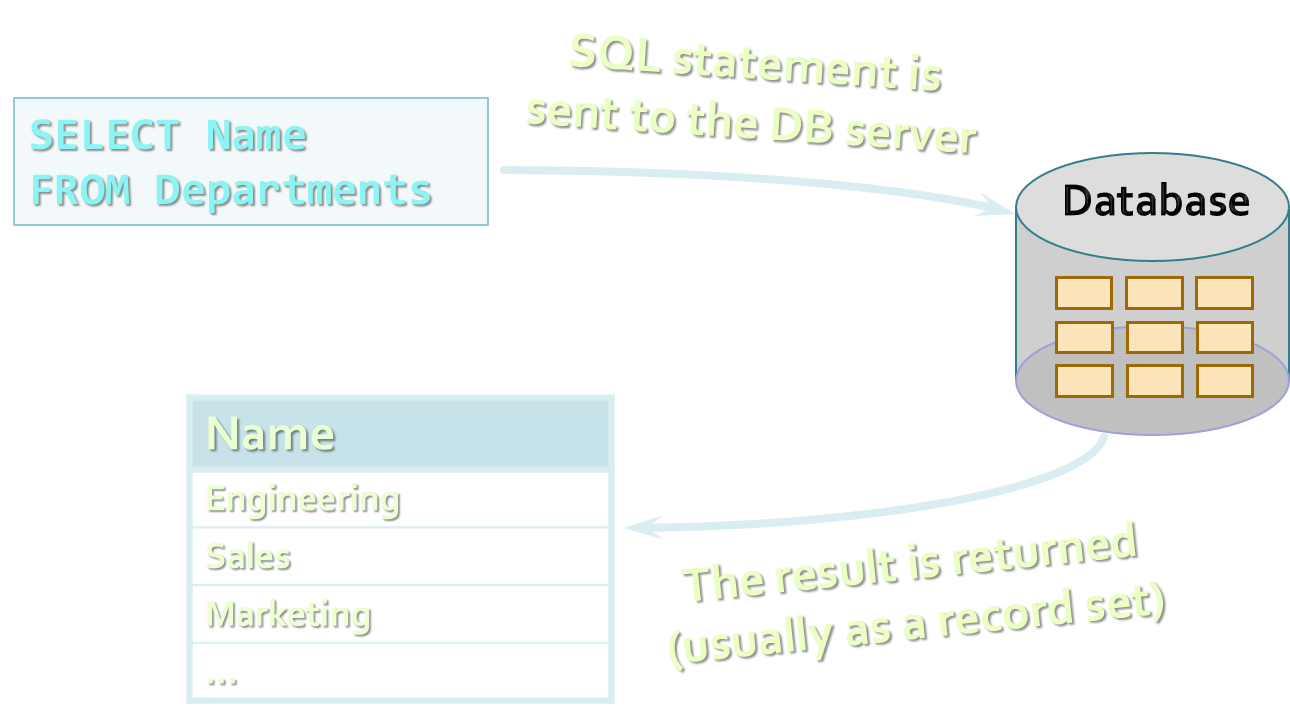 SQL statement is
sent to the DB server
SELECT Name
FROM Departments
Database
Name
Engineering
Sales
Marketing
…
The result is returned
(usually as a record set)